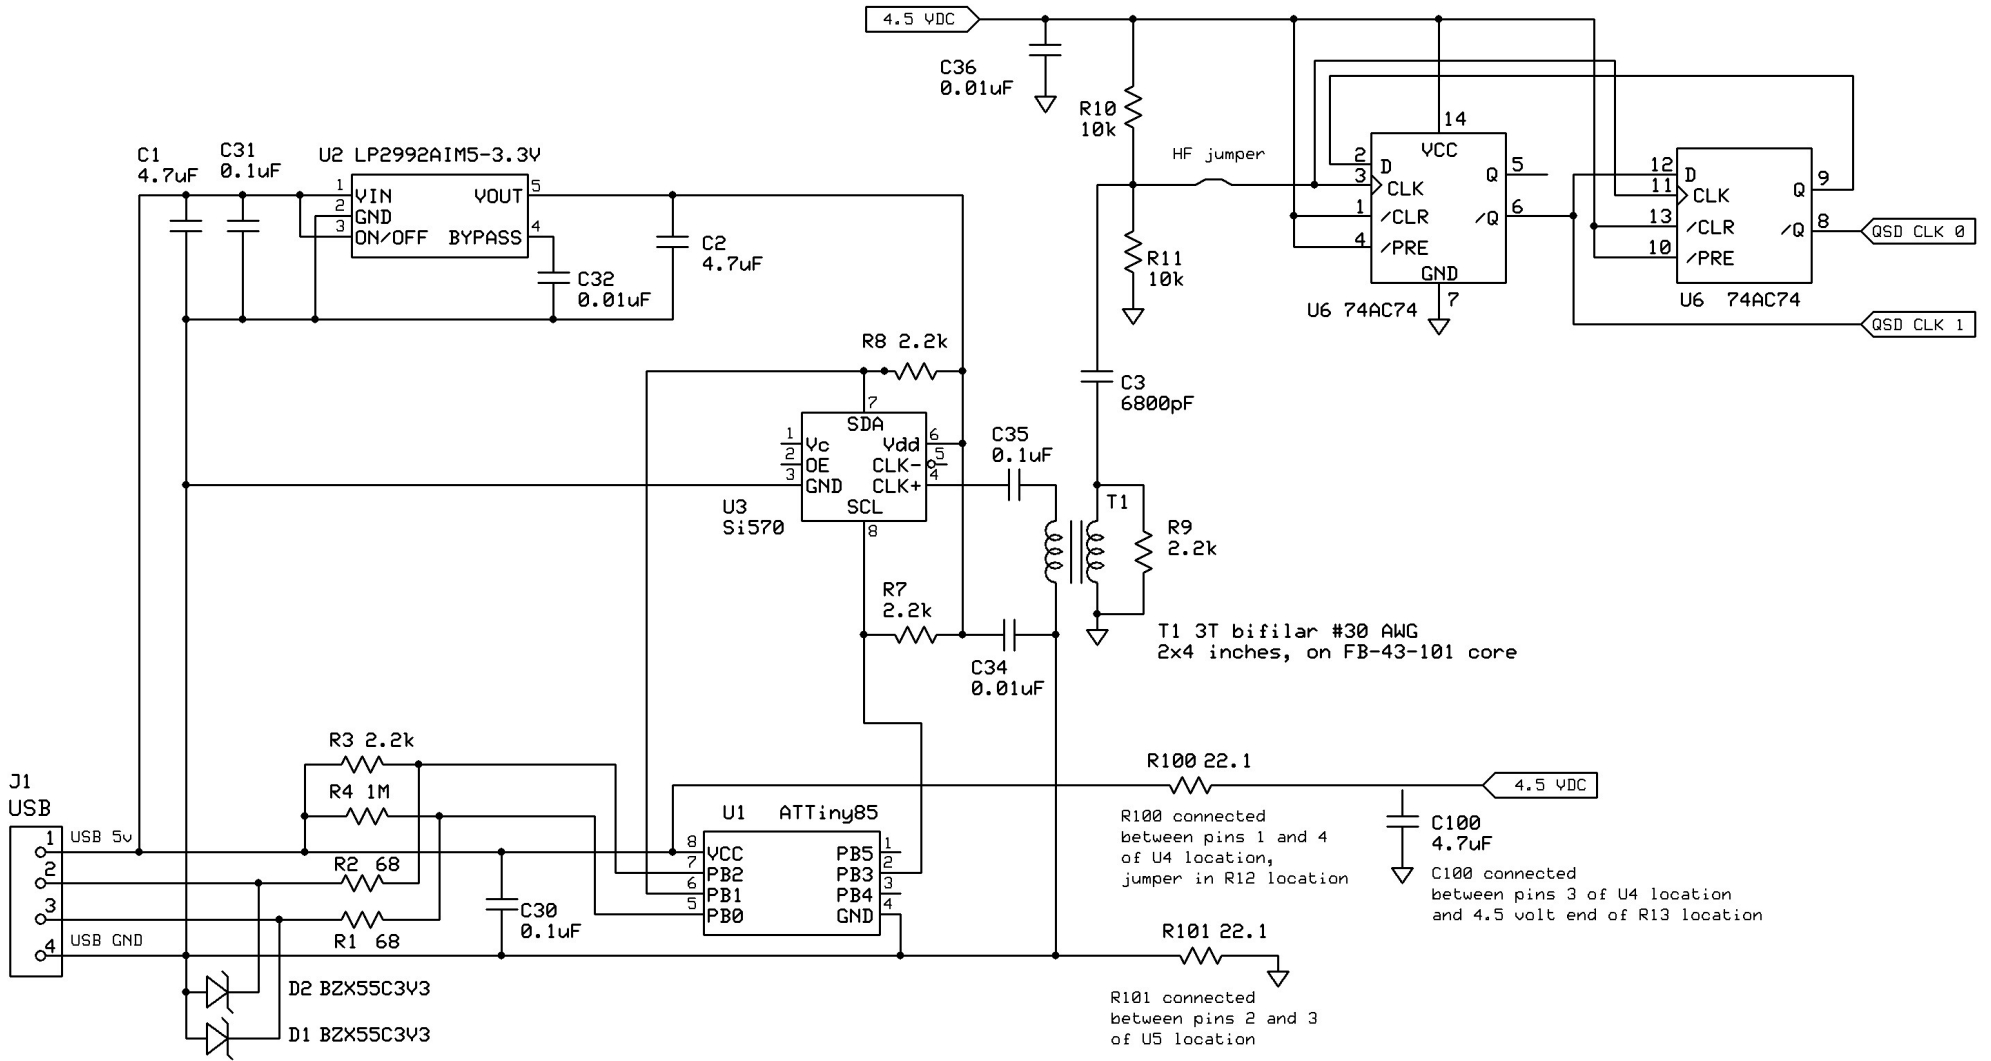 4.5 VDC
C36
0.01uF
R10
10k
HF jumper
14
VCC
2
D
3
CLK
1
/CLR
4
/PRE
Q
5
/Q
6
GND
7
U6 74AC74
12
D
11
CLK
13
/CLR
10
/PRE
Q
9
/Q
8
U6 74AC74
QSD CLK 0
QSD CLK 1
R11
10k
C1
4.7uF
C31
0.1uF
U2 LP2992AIM5-3.3V
1
VIN
2
GND
3
ON/OFF
VOUT
5
BYPASS
4
C32
0.01uF
C2
4.7uF
R8 2.2k
7
SDA
1
Vc
2
OE
3
GND
Vdd
6
CLK-
5
CLK+
4
SCL
8
U3
Si570
C35
0.1uF
C3
6800pF
T1
R9
2.2k
R7
2.2k
C34
0.01uF
T1 3T bifilar #30 AWG
2x4 inches, on FB-43-101 core
R3 2.2k
R4 1M
J1
USB
1
USB 5v
2
3
4
USB GND
R2 68
R1 68
D2 BZX55C3V3
D1 BZX55C3V3
C30
0.1uF
U1 ATTiny85
8
VCC
7
PB2
6
PB1
5
PB0
PB5
1
PB3
2
PB4
3
GND
4
R100 22.1
4.5 VDC
R100 connected
between pins 1 and 4
of U4 location,
jumper in R12 location
C100
4.7uF
C100 connected
between pins 3 of U4 location
and 4.5 volt end of R13 location
R101 22.1
R101 connected
between pins 2 and 3
of U5 location